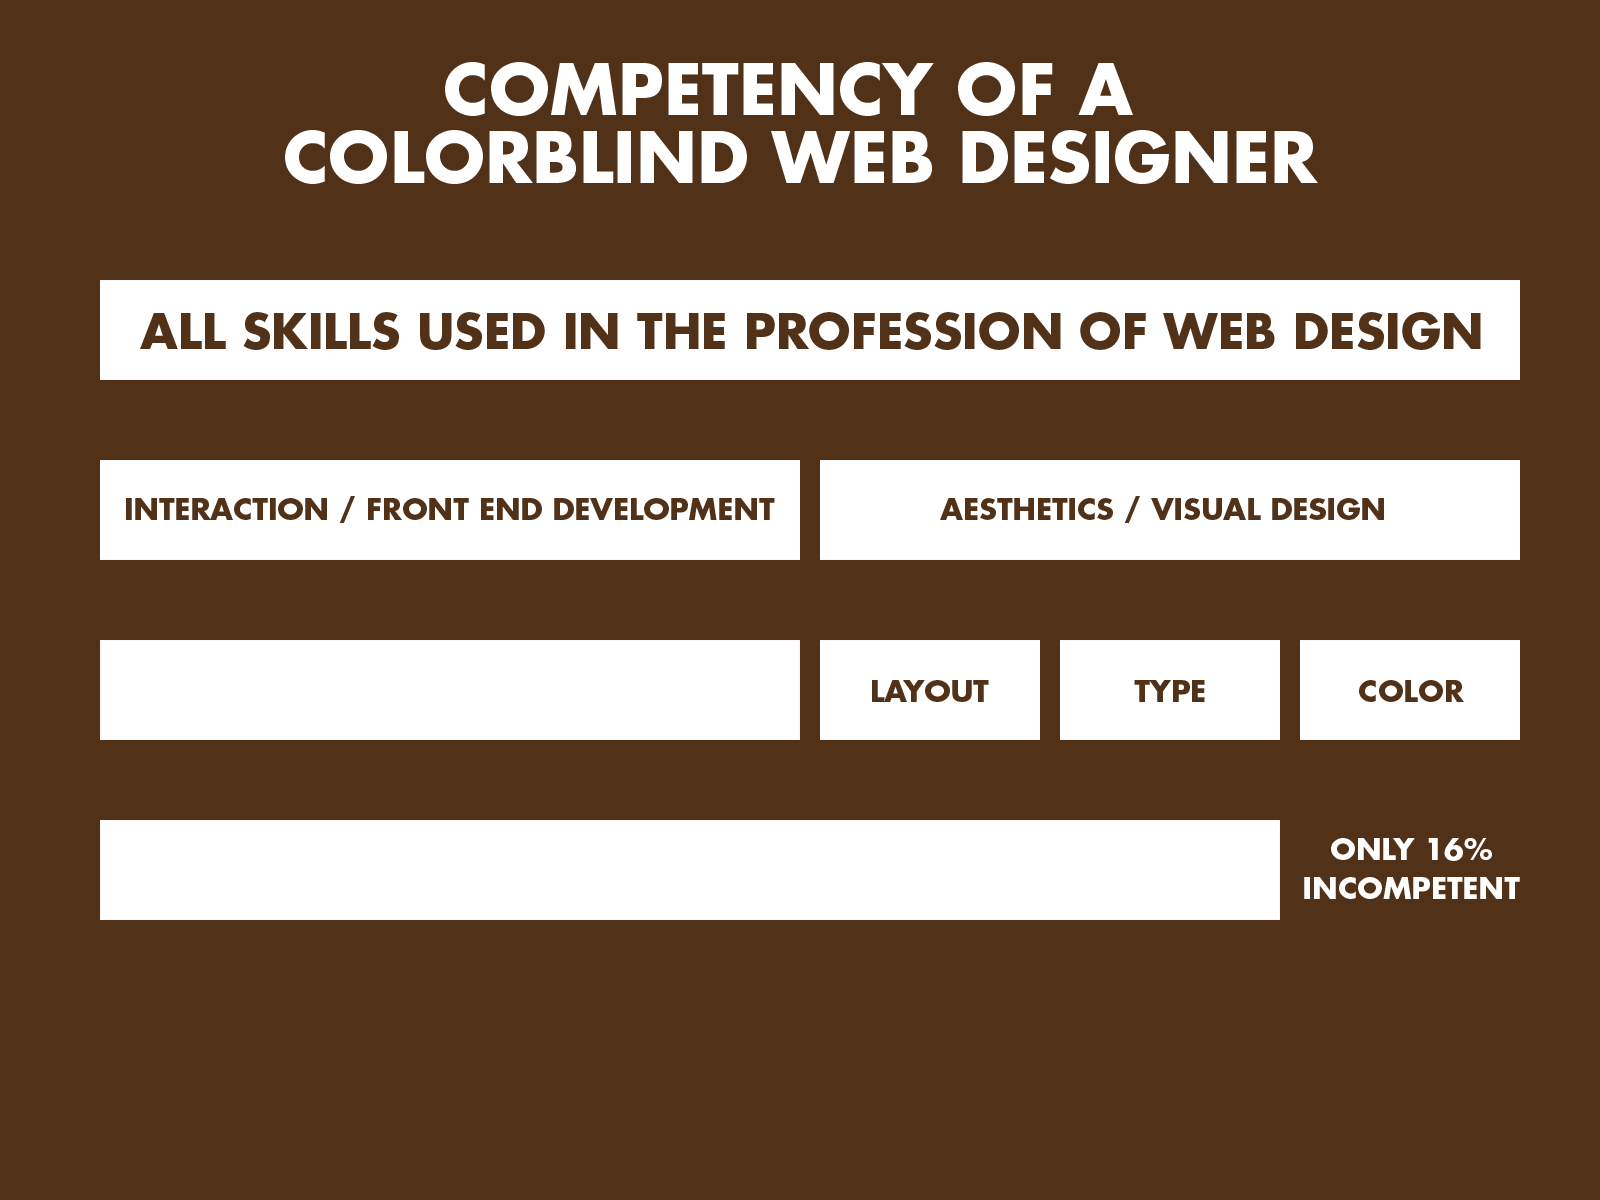 COMPETENCY OF A
COLORBLIND WEB DESIGNER
ALL SKILLS USED IN THE PROFESSION OF WEB DESIGN
INTERACTION / FRONT END DEVELOPMENT
AESTHETICS / VISUAL DESIGN
LAYOUT
TYPE
COLOR
ONLY 16%
INCOMPETENT